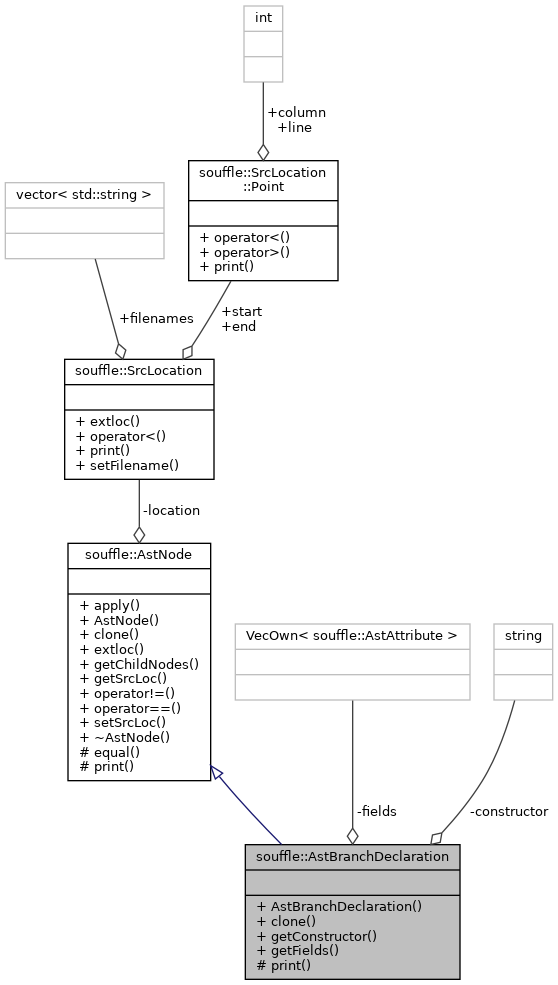 int
+column
+line
souffle::SrcLocation
::Point
+ operator<()
+ operator>()
+ print()
vector< std::string >
+filenames
+start
+end
souffle::SrcLocation
+ extloc()
+ operator<()
+ print()
+ setFilename()
-location
souffle::AstNode
+ apply()
+ AstNode()
+ clone()
+ extloc()
+ getChildNodes()
+ getSrcLoc()
+ operator!=()
+ operator==()
+ setSrcLoc()
+ ~AstNode()
# equal()
# print()
VecOwn< souffle::AstAttribute >
string
-fields
-constructor
souffle::AstBranchDeclaration
+ AstBranchDeclaration()
+ clone()
+ getConstructor()
+ getFields()
# print()